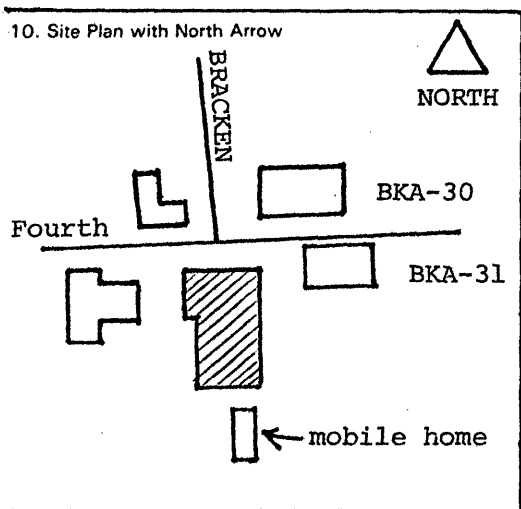 10. Site Plan with North Arrow
BRACKEN
NORTH
BKA-30
Fourth
BKA-31
mobile home